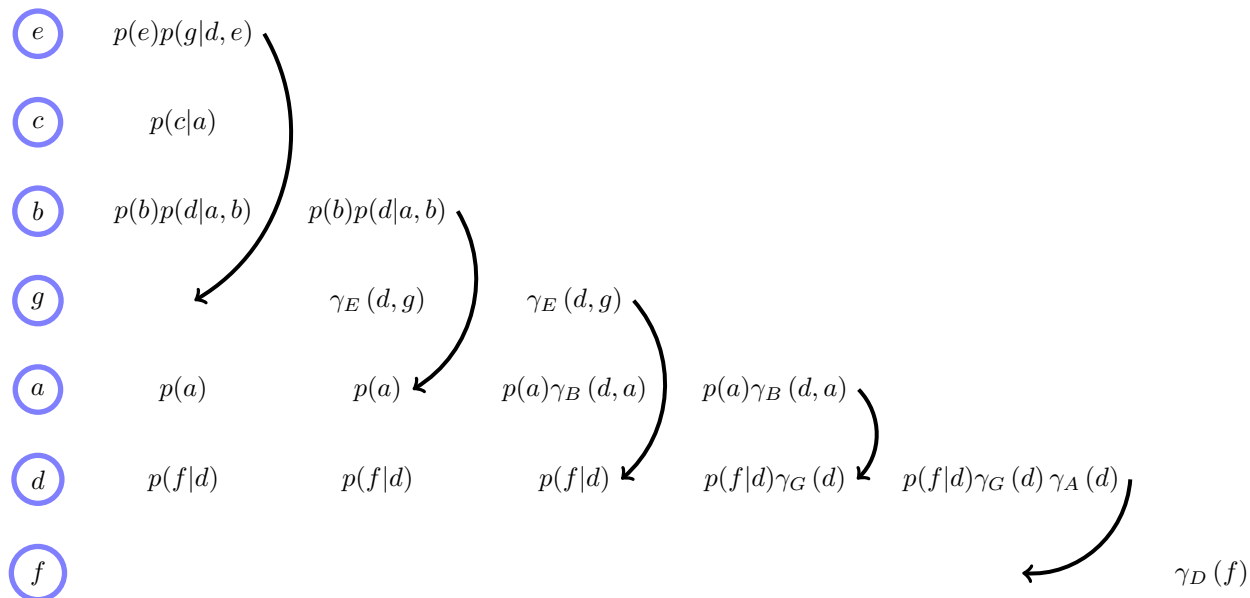 e p(e)p(g|d, e)
c p(c|a)
b p(b)p(d|a, b) p(b)p(d|a, b)
g γ_E (d, g) γ_E (d, g)
a p(a) p(a) p(a)γ_B (d, a) p(a)γ_B (d, a)
d p(f|d) p(f|d) p(f|d) p(f|d)γ_G (d) p(f|d)γ_G (d) γ_A (d)
f γ_D (f)